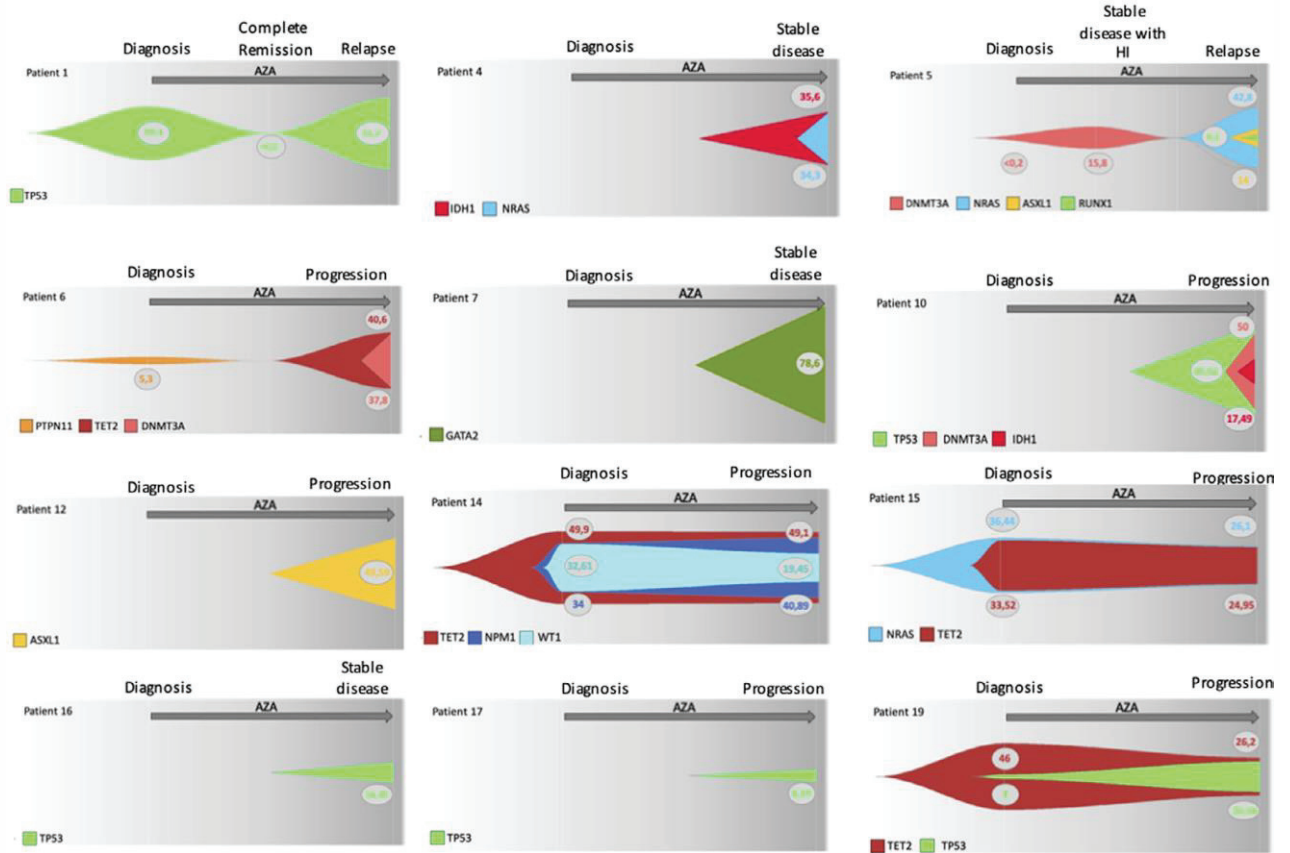 Diagnosis Complete Remission Relapse
AZA
Patient 1
TP53
Diagnosis Stable disease
AZA
Patient 4
35,6
34,3
IDH1 NRAS
Diagnosis Stable disease with HI Relapse
AZA
Patient 5
42,8
<0,2 15,8 14
DNMT3A NRAS ASXL1 RUNX1
Diagnosis Progression
AZA
Patient 6
40,6
5,3
37,8
PTPN11 TET2 DNMT3A
Diagnosis Stable disease
AZA
Patient 7
78,6
GATA2
Diagnosis Progression
AZA
Patient 10
50
17,49
TP53 DNMT3A IDH1
Diagnosis Progression
AZA
Patient 12
ASXL1
Diagnosis Progression
AZA
Patient 14
49,9 49,1
32,61 19,45
34 40,89
TET2 NPM1 WT1
Diagnosis Progression
AZA
Patient 15
36,44 26,1
33,52 24,95
NRAS TET2
Diagnosis Stable disease
AZA
Patient 16
TP53
Diagnosis Progression
AZA
Patient 17
TP53
Diagnosis Progression
AZA
Patient 19
26,2
46
TET2 TP53